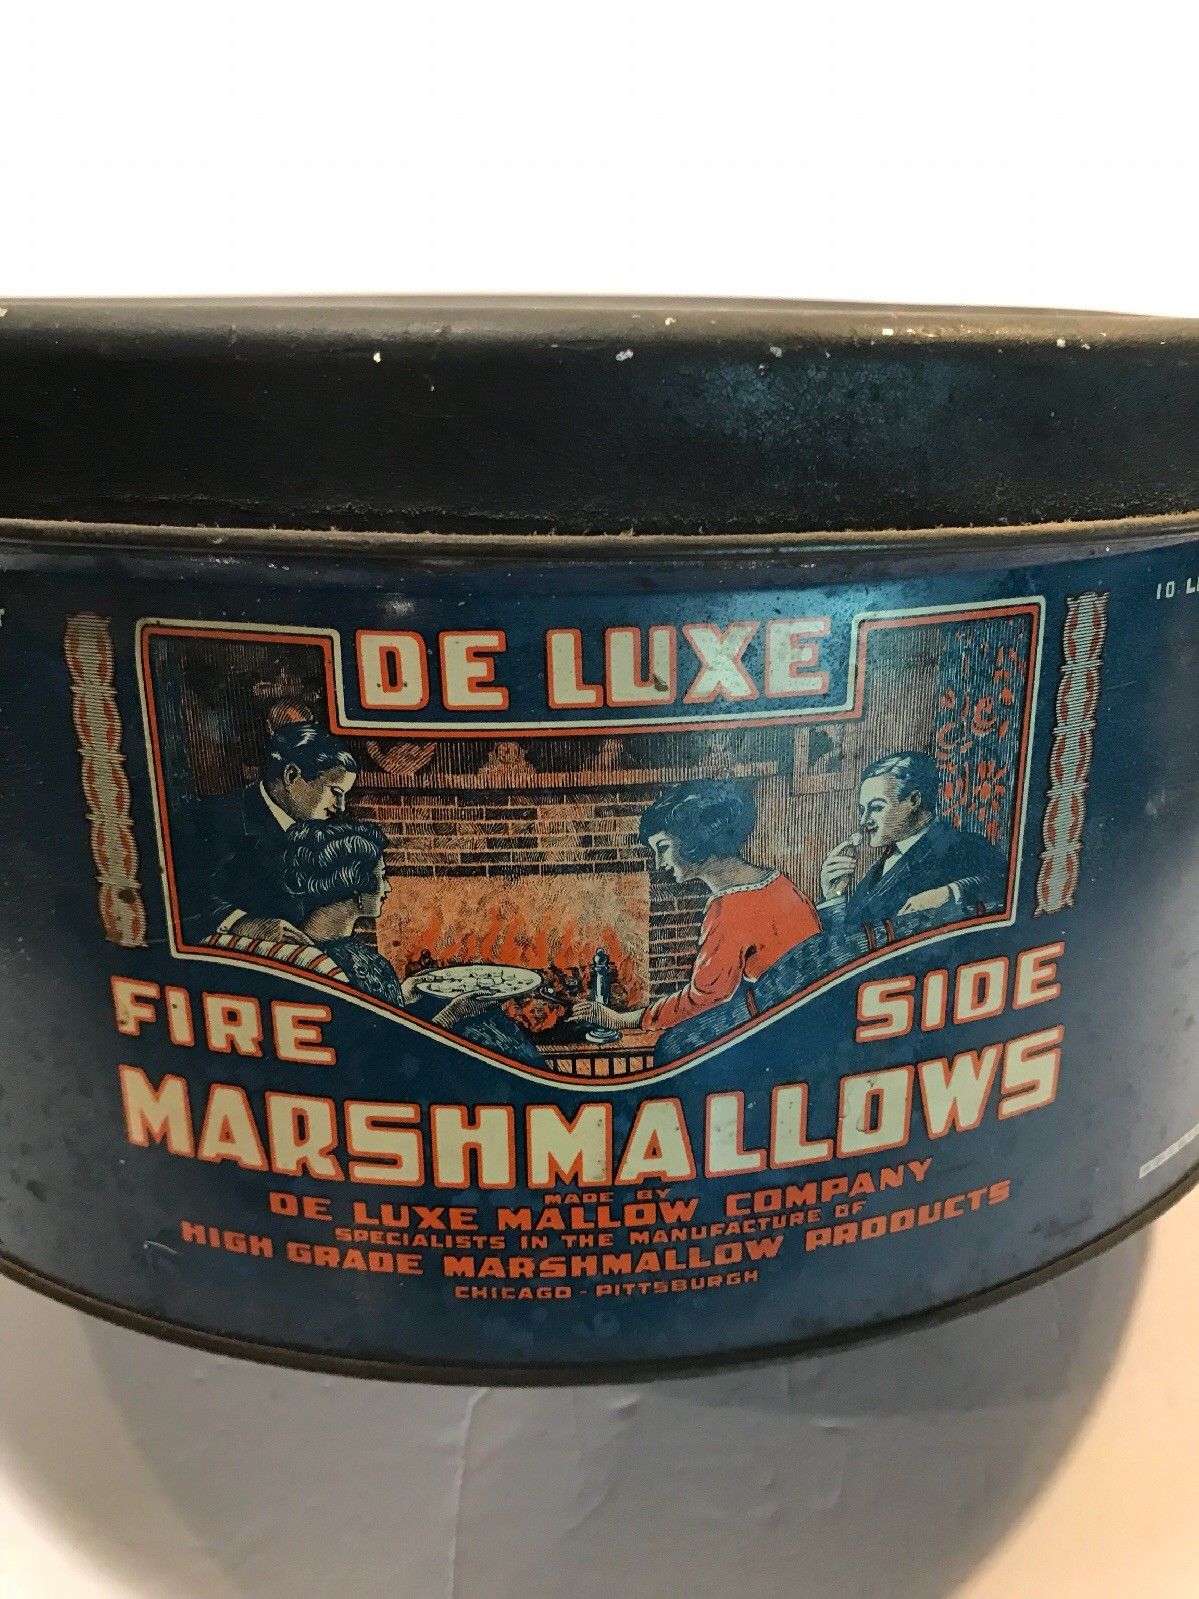 DE LUXE
FIRE SIDE
MARSHMALLOWS
MADE BY
DE LUXE MALLOW COMPANY
SPECIALISTS IN THE MANUFACTURE OF
HIGH GRADE MARSHMALLOW PRODUCTS
CHICAGO - PITTSBURGH
10